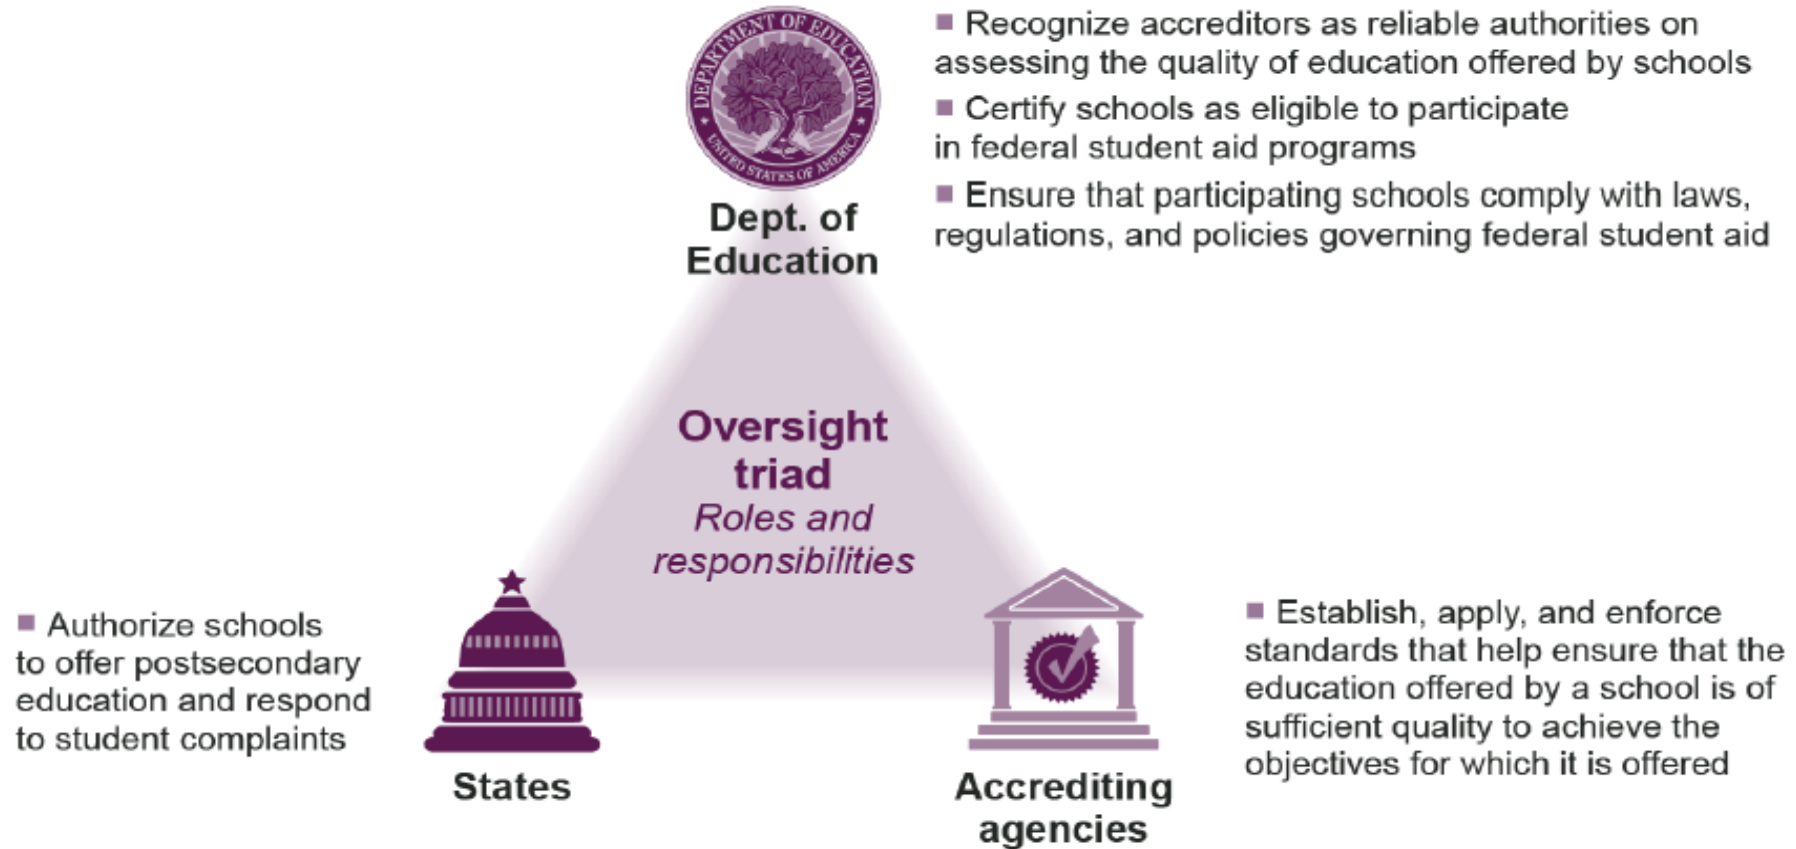 DEPARTMENT OF EDUCATION
UNITED STATES OF AMERICA
Dept. of
Education
■ Recognize accreditors as reliable authorities on
assessing the quality of education offered by schools
■ Certify schools as eligible to participate
in federal student aid programs
■ Ensure that participating schools comply with laws,
regulations, and policies governing federal student aid
Oversight
triad
Roles and
responsibilities
■ Authorize schools
to offer postsecondary
education and respond
to student complaints
States
Accrediting
agencies
■ Establish, apply, and enforce
standards that help ensure that the
education offered by a school is of
sufficient quality to achieve the
objectives for which it is offered